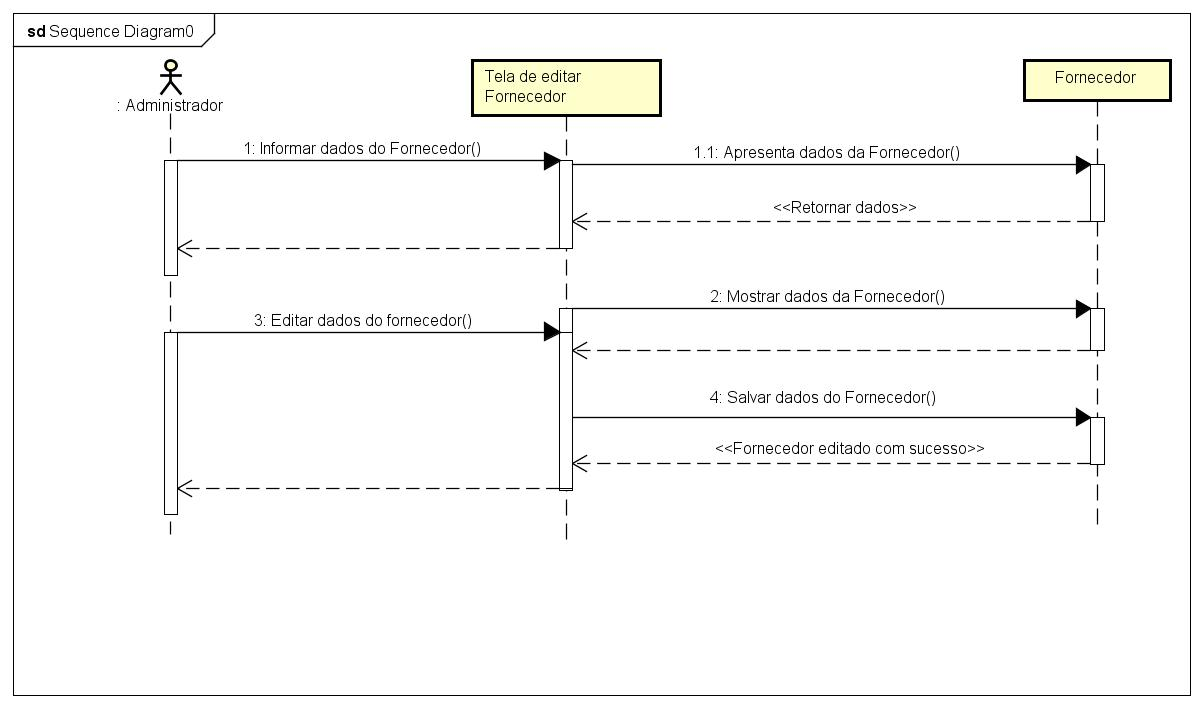 sd Sequence Diagram0
: Administrador
Tela de editar
Fornecedor
Fornecedor
1: Informar dados do Fornecedor()
1.1: Apresenta dados da Fornecedor()
<<Retornar dados>>
2: Mostrar dados da Fornecedor()
3: Editar dados do fornecedor()
4: Salvar dados do Fornecedor()
<<Fornecedor editado com sucesso>>